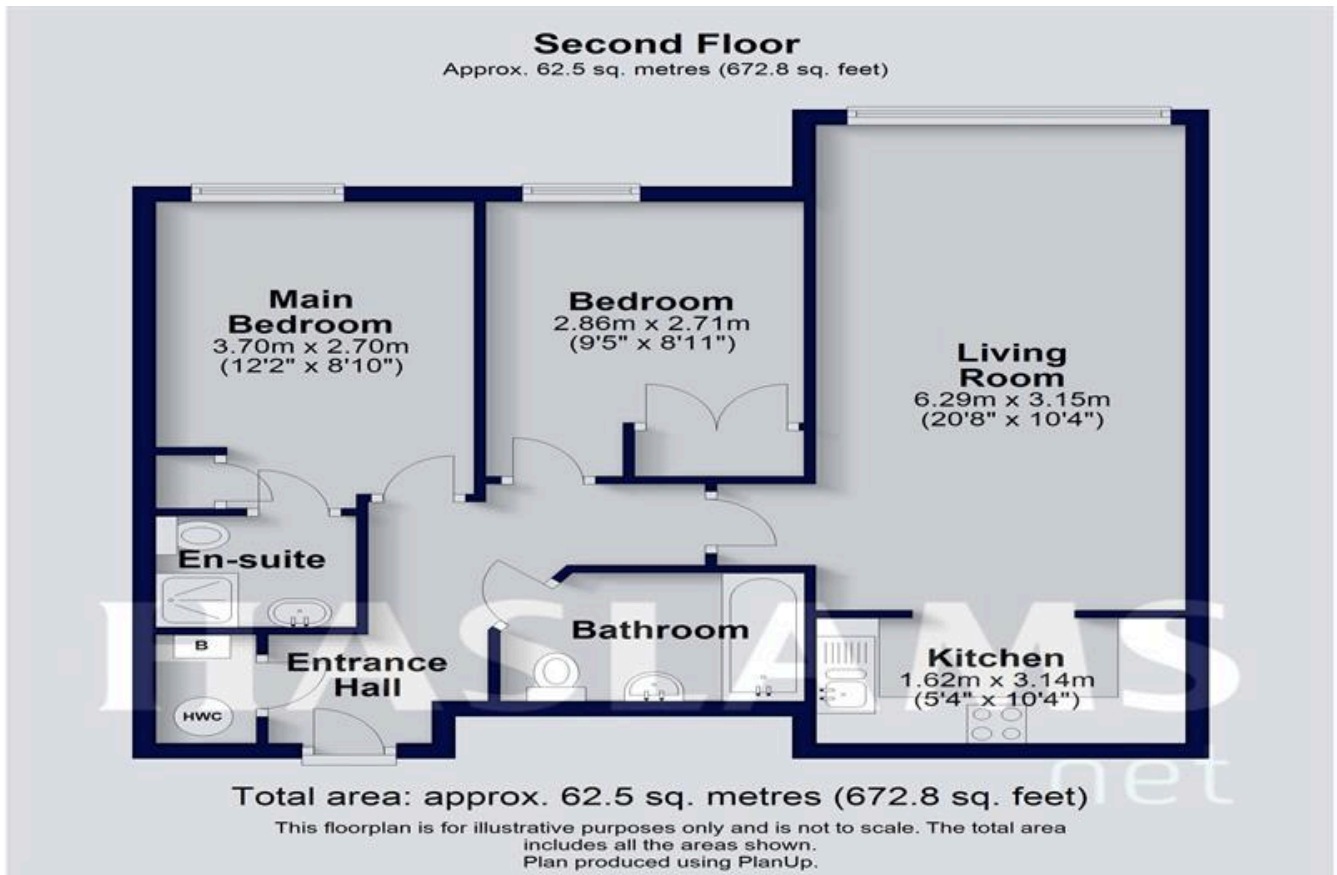 Second Floor
Approx. 62.5 sq. metres (672.8 sq. feet)
Main
Bedroom
3.70m x 2.70m
(12'2" x 8'10")
Bedroom
2.86m x 2.71m
(9'5" x 8'11")
Living
Room
6.29m x 3.15m
(20'8" x 10'4")
En-suite
B
HWC
Entrance
Hall
Bathroom
Kitchen
1.62m x 3.14m
(5'4" x 10'4")
HASLAMS
net
Total area: approx. 62.5 sq. metres (672.8 sq. feet)
This floorplan is for illustrative purposes only and is not to scale. The total area
includes all the areas shown.
Plan produced using PlanUp.